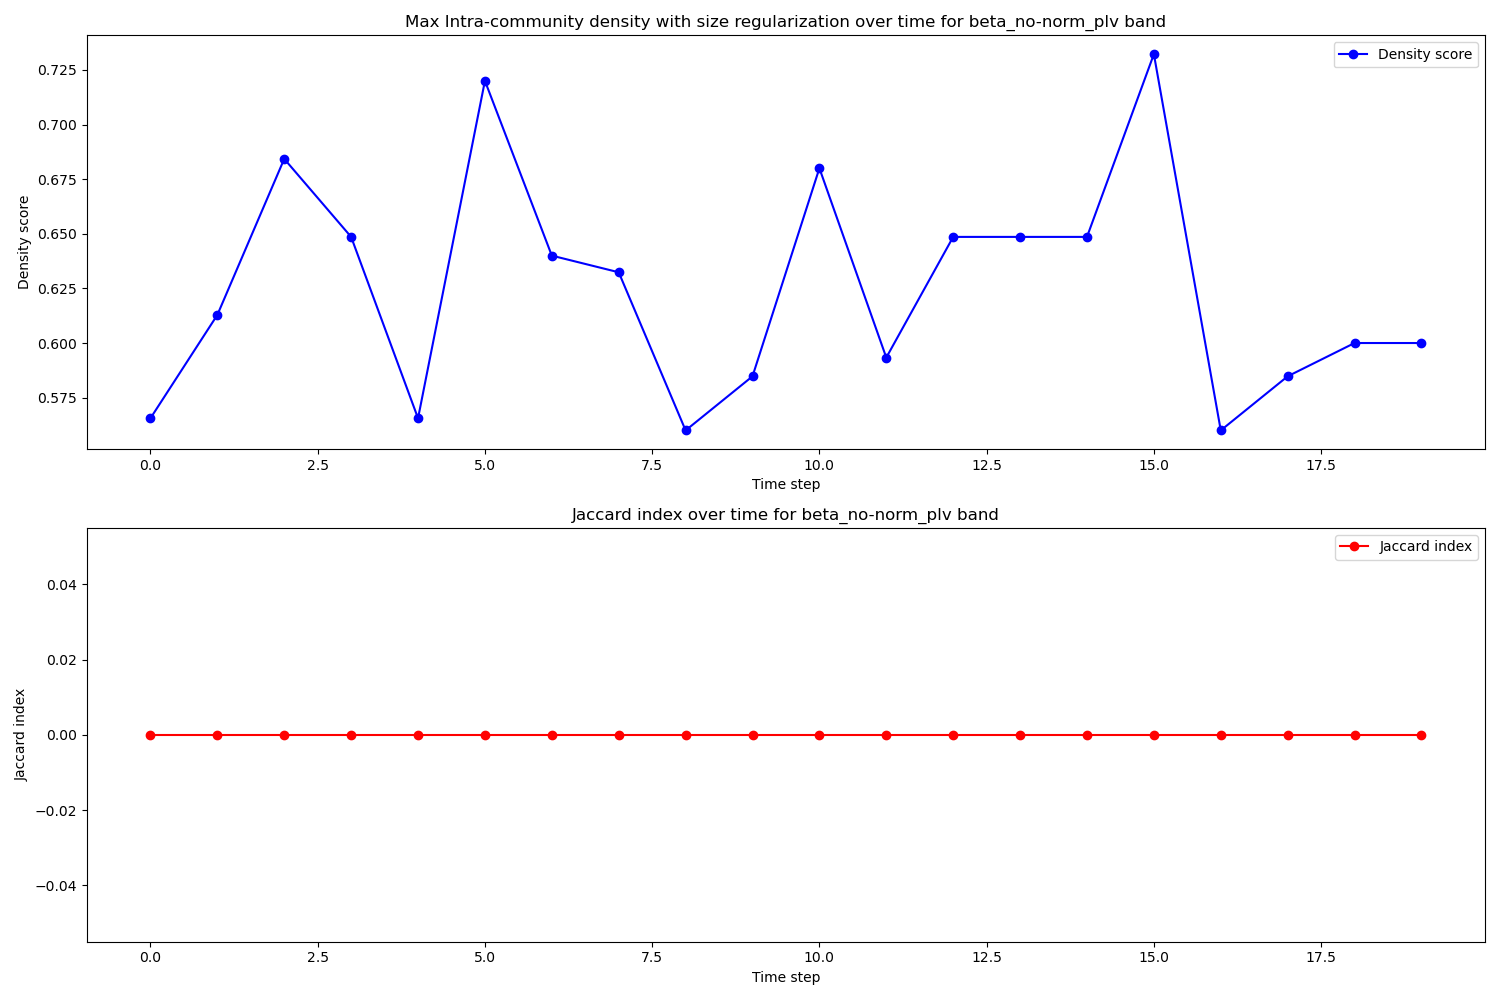 Max Intra-community density with size regularization over time for beta_no-norm_plv band
Density score
0.725
0.700
0.675
0.650
0.625
0.600
0.575
Density score
0.0 2.5 5.0 7.5 10.0 12.5 15.0 17.5
Time step
Jaccard index over time for beta_no-norm_plv band
Jaccard index
0.04
0.02
0.00
−0.02
−0.04
Jaccard index
0.0 2.5 5.0 7.5 10.0 12.5 15.0 17.5
Time step